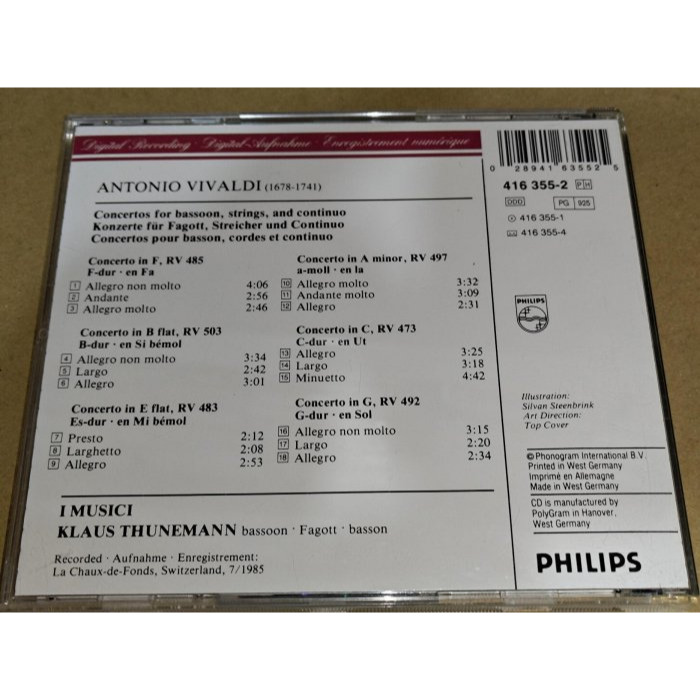 Digital Recording · Digital-Aufnahme · Enregistrement numérique
ANTONIO VIVALDI (1678-1741)
Concertos for bassoon, strings, and continuo
Konzerte für Fagott, Streicher und Continuo
Concertos pour basson, cordes et continuo
Concerto in F, RV 485
F-dur · en Fa
1 Allegro non molto 4:06
2 Andante 2:56
3 Allegro molto 2:46
Concerto in B flat, RV 503
B-dur · en Si bémol
4 Allegro non molto 3:34
5 Largo 2:42
6 Allegro 3:01
Concerto in E flat, RV 483
Es-dur · en Mi bémol
7 Presto 2:12
8 Larghetto 2:08
9 Allegro 2:53
Concerto in A minor, RV 497
a-moll · en la
10 Allegro molto 3:32
11 Andante molto 3:09
12 Allegro 2:31
Concerto in C, RV 473
C-dur · en Ut
13 Allegro 3:25
14 Largo 3:18
15 Minuetto 4:42
Concerto in G, RV 492
G-dur · en Sol
16 Allegro non molto 3:15
17 Largo 2:20
18 Allegro 2:34
I MUSICI
KLAUS THUNEMANN bassoon · Fagott · basson
Recorded · Aufnahme · Enregistrement:
La Chaux-de-Fonds, Switzerland, 7/1985
0 28941 63552 5
416 355-2 PH
DDD PG 925
416 355-1
416 355-4
PHILIPS
Illustration:
Silvan Steenbrink
Art Direction:
Top Cover
© Phonogram International B.V.
Printed in West Germany
Imprimé en Allemagne
Made in West Germany
CD is manufactured by
PolyGram in Hanover,
West Germany
PHILIPS